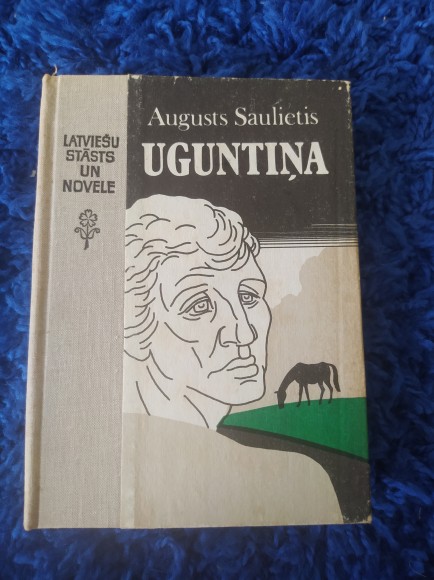 LATVIEŠU
STĀSTS
UN
NOVELE
Augusts Saulietis
UGUNTIŅA